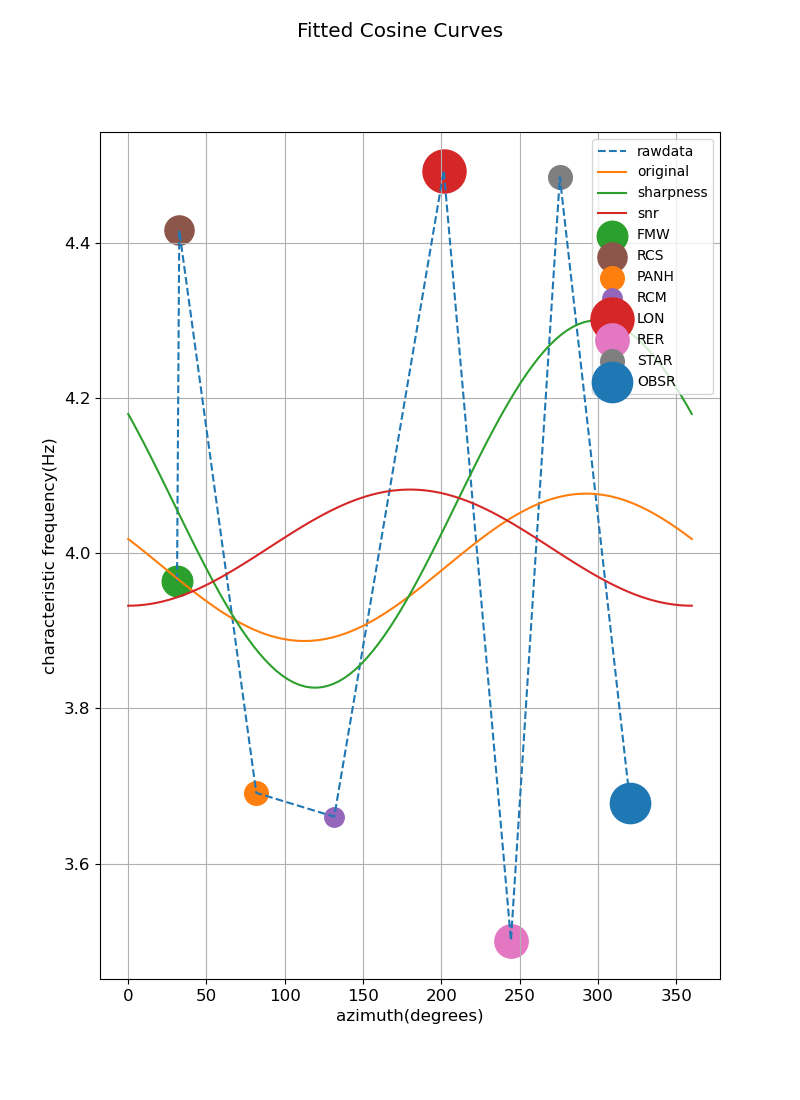 Fitted Cosine Curves
rawdata
original
sharpness
snr
FMW
RCS
PANH
RCM
LON
RER
STAR
OBSR
characteristic frequency(Hz)
4.4
4.2
4.0
3.8
3.6
0 50 100 150 200 250 300 350
azimuth(degrees)